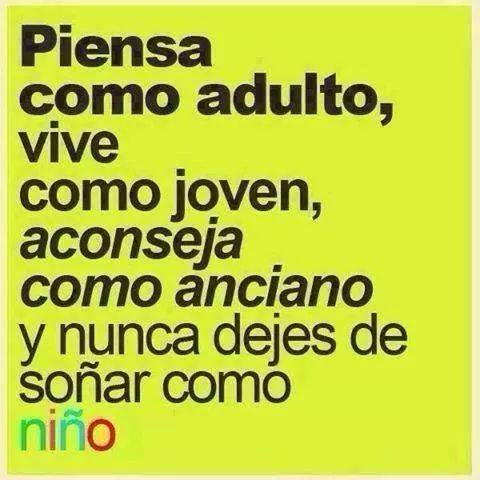 Piensa
como adulto,
vive
como joven,
aconseja
como anciano
y nunca dejes de
soñar como
niño